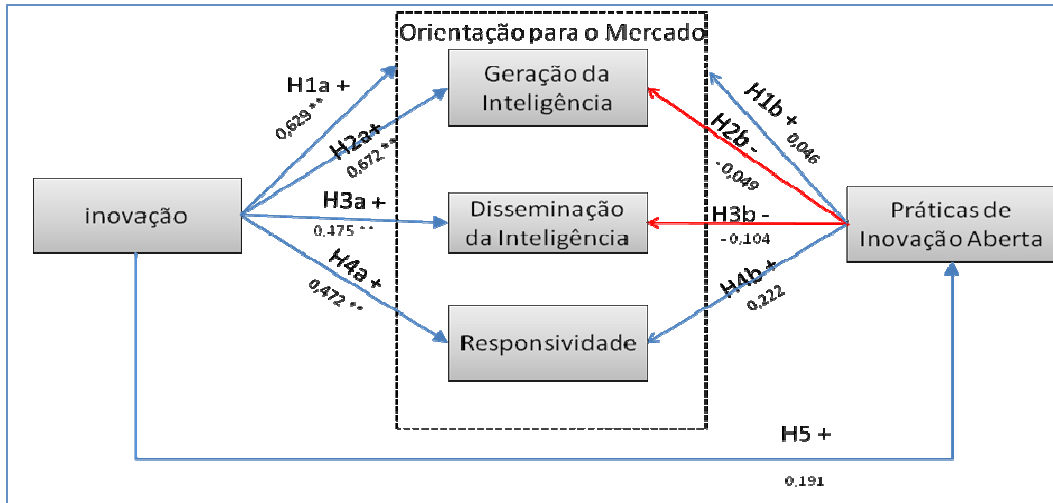 Orientação para o Mercado
H1a +
0,629 **
H2a+
0,672 **
H3a +
0,475 **
H4a +
0,472 **
inovação
Geração da
Inteligência
Disseminação
da Inteligência
Responsividade
H1b +
0,046
H2b -
-0,049
H3b -
-0,104
H4b +
0,222
Práticas de
Inovação Aberta
H5 +
0,191